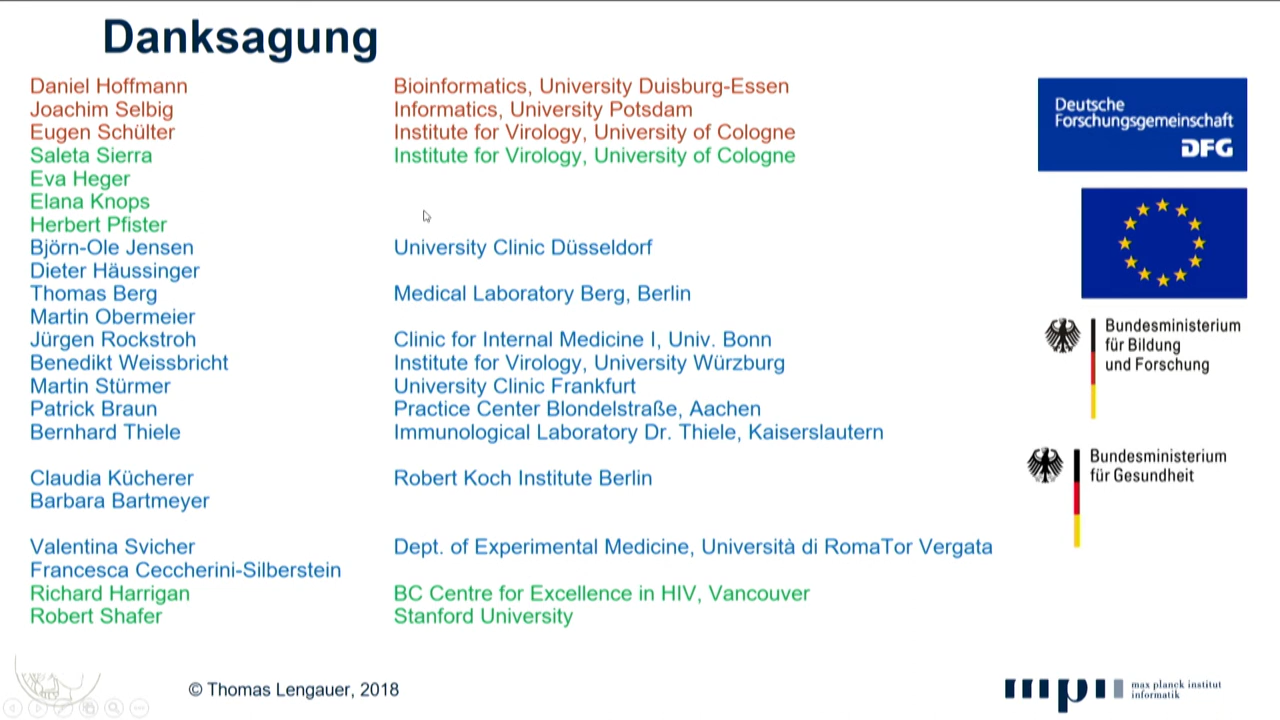 Danksagung
Daniel Hoffmann Bioinformatics, University Duisburg-Essen
Joachim Selbig Informatics, University Potsdam
Eugen Schülter Institute for Virology, University of Cologne
Saleta Sierra Institute for Virology, University of Cologne
Eva Heger
Elana Knops
Herbert Pfister
Björn-Ole Jensen University Clinic Düsseldorf
Dieter Häussinger
Thomas Berg Medical Laboratory Berg, Berlin
Martin Obermeier
Jürgen Rockstroh Clinic for Internal Medicine I, Univ. Bonn
Benedikt Weissbricht Institute for Virology, University Würzburg
Martin Stürmer University Clinic Frankfurt
Patrick Braun Practice Center Blondelstraße, Aachen
Bernhard Thiele Immunological Laboratory Dr. Thiele, Kaiserslautern
Claudia Kücherer Robert Koch Institute Berlin
Barbara Bartmeyer
Valentina Svicher Dept. of Experimental Medicine, Università di RomaTor Vergata
Francesca Ceccherini-Silberstein
Richard Harrigan BC Centre for Excellence in HIV, Vancouver
Robert Shafer Stanford University
Deutsche
Forschungsgemeinschaft
DFG
Bundesministerium
für Bildung
und Forschung
Bundesministerium
für Gesundheit
© Thomas Lengauer, 2018
mpi
max planck institut
informatik